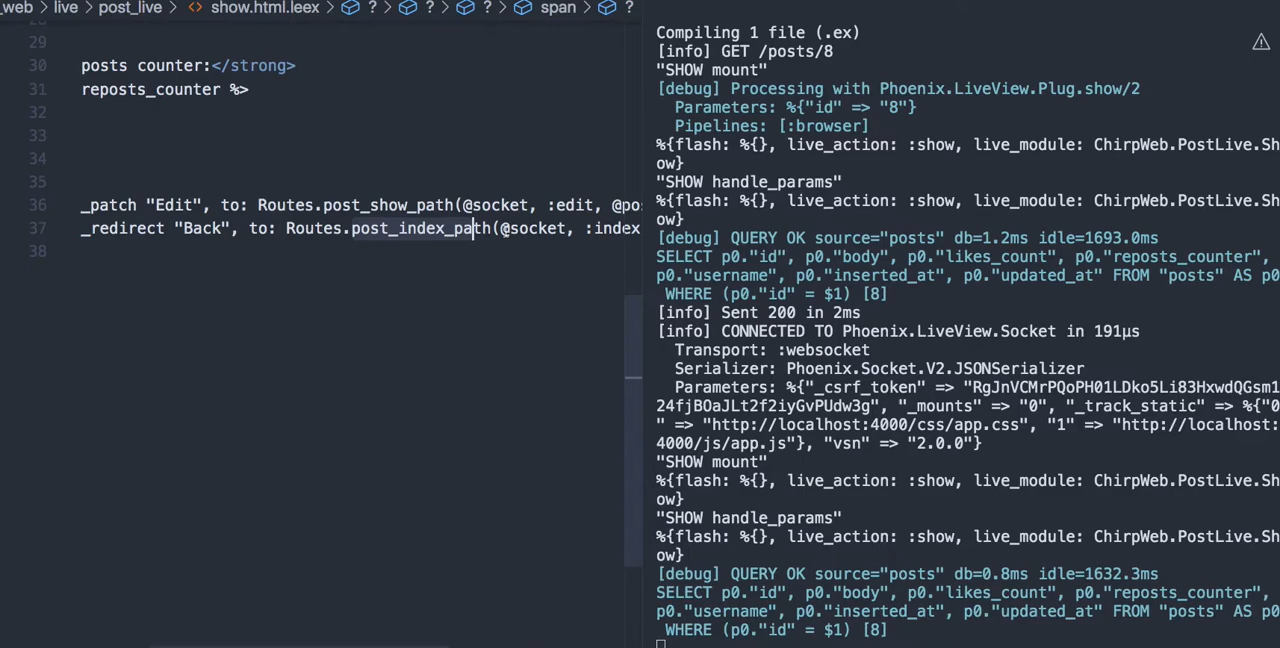 _web › live › post_live › <> show.html.leex › ? › ? › ? › span › ?
28
29
30 posts counter:</strong>
31 reposts_counter %>
32
33
34
35
36 _patch "Edit", to: Routes.post_show_path(@socket, :edit, @po
37 _redirect "Back", to: Routes.post_index_path(@socket, :index
38
Compiling 1 file (.ex)
[info] GET /posts/8
"SHOW mount"
[debug] Processing with Phoenix.LiveView.Plug.show/2
Parameters: %{"id" => "8"}
Pipelines: [:browser]
%{flash: %{}, live_action: :show, live_module: ChirpWeb.PostLive.Sh
ow}
"SHOW handle_params"
%{flash: %{}, live_action: :show, live_module: ChirpWeb.PostLive.Sh
ow}
[debug] QUERY OK source="posts" db=1.2ms idle=1693.0ms
SELECT p0."id", p0."body", p0."likes_count", p0."reposts_counter",
p0."username", p0."inserted_at", p0."updated_at" FROM "posts" AS p0
WHERE (p0."id" = $1) [8]
[info] Sent 200 in 2ms
[info] CONNECTED TO Phoenix.LiveView.Socket in 191µs
Transport: :websocket
Serializer: Phoenix.Socket.V2.JSONSerializer
Parameters: %{"_csrf_token" => "RgJnVCMrPQoPH01LDko5Li83HxwdQGsm1
24fjBOaJLt2f2iyGvPUdw3g", "_mounts" => "0", "_track_static" => %{"0
" => "http://localhost:4000/css/app.css", "1" => "http://localhost:
4000/js/app.js"}, "vsn" => "2.0.0"}
"SHOW mount"
%{flash: %{}, live_action: :show, live_module: ChirpWeb.PostLive.Sh
ow}
"SHOW handle_params"
%{flash: %{}, live_action: :show, live_module: ChirpWeb.PostLive.Sh
ow}
[debug] QUERY OK source="posts" db=0.8ms idle=1632.3ms
SELECT p0."id", p0."body", p0."likes_count", p0."reposts_counter",
p0."username", p0."inserted_at", p0."updated_at" FROM "posts" AS p0
WHERE (p0."id" = $1) [8]